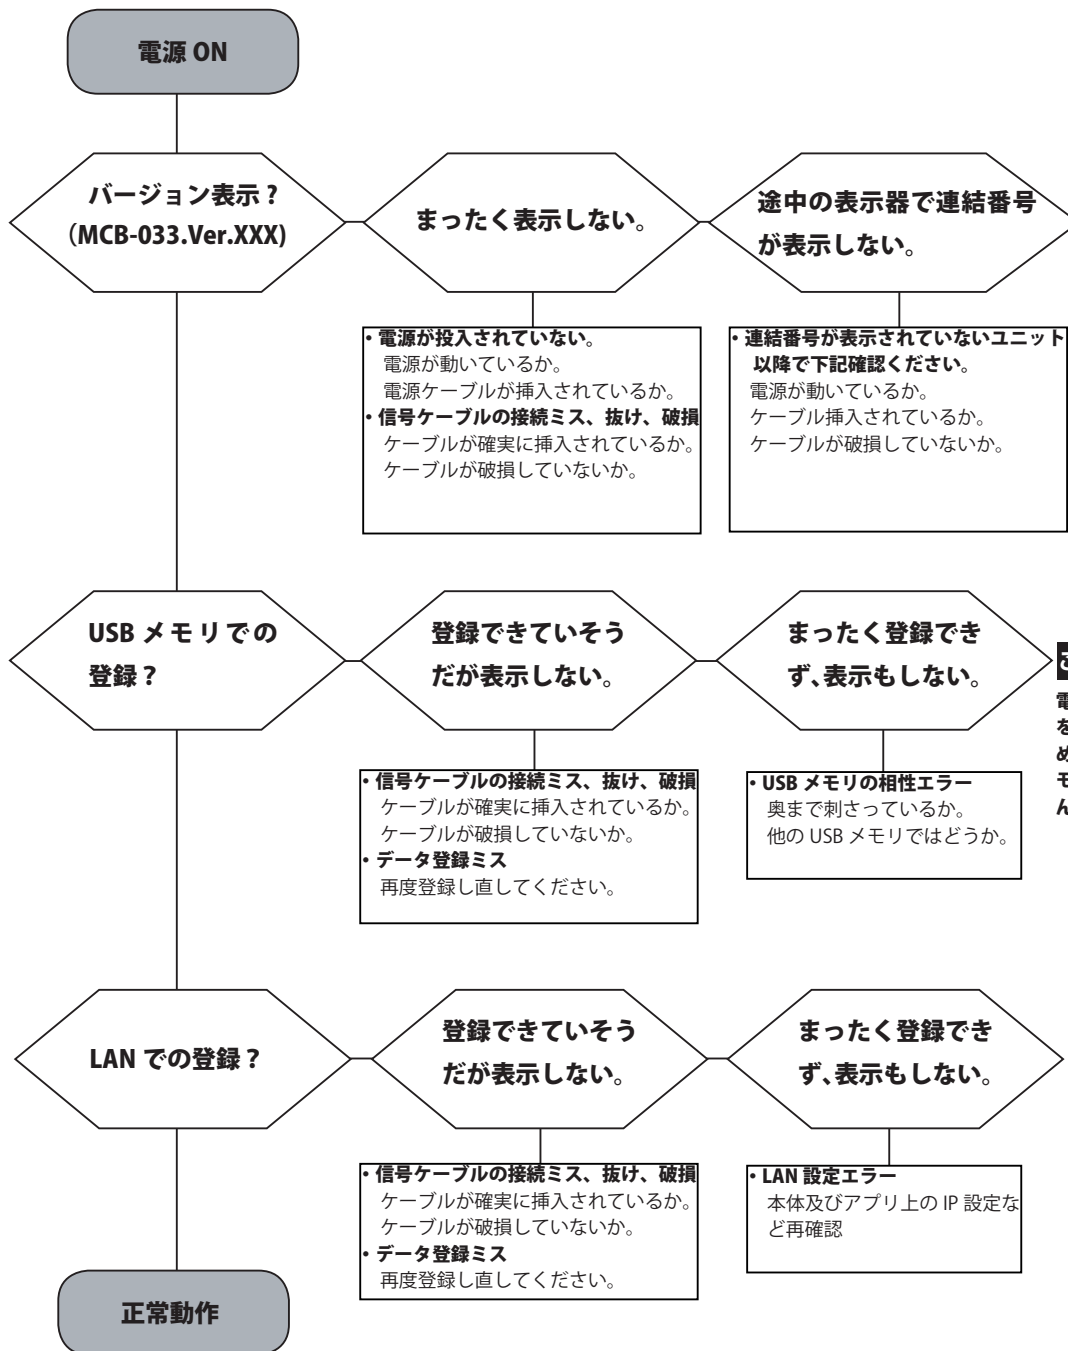 電源 ON
バージョン表示？
（MCB-033.Ver.XXX)
まったく表示しない。
途中の表示器で連結番号
が表示しない。
・電源が投入されていない。
電源が動いているか。
電源ケーブルが挿入されているか。
・信号ケーブルの接続ミス、抜け、破損
ケーブルが確実に挿入されているか。
ケーブルが破損していないか。
・連結番号が表示されていないユニット
以降で下記確認ください。
電源が動いているか。
ケーブル挿入されているか。
ケーブルが破損していないか。
USB メモリでの
登録？
登録できていそう
だが表示しない。
まったく登録でき
ず、表示もしない。
電
を
め
モ
ん
・信号ケーブルの接続ミス、抜け、破損
ケーブルが確実に挿入されているか。
ケーブルが破損していないか。
・データ登録ミス
再度登録し直してください。
・USB メモリの相性エラー
奥まで刺さっているか。
他の USB メモリではどうか。
LAN での登録？
登録できていそう
だが表示しない。
まったく登録でき
ず、表示もしない。
・信号ケーブルの接続ミス、抜け、破損
ケーブルが確実に挿入されているか。
ケーブルが破損していないか。
・データ登録ミス
再度登録し直してください。
・LAN 設定エラー
本体及びアプリ上の IP 設定な
ど再確認
正常動作